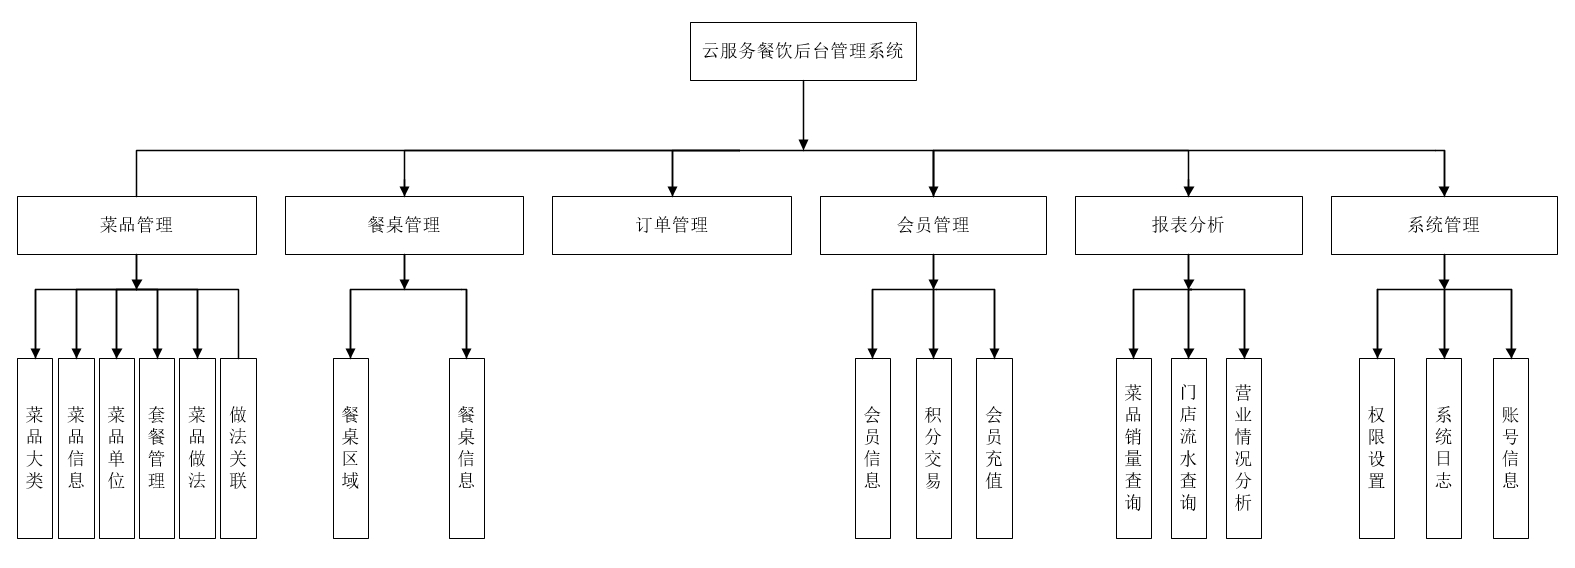 云服务餐饮后台管理系统
菜品管理
餐桌管理
订单管理
会员管理
报表分析
系统管理
菜品大类
菜品信息
菜品单位
套餐管理
菜品做法
做法关联
餐桌区域
餐桌信息
会员信息
积分交易
会员充值
菜品销量查询
门店流水查询
营业情况分析
权限设置
系统日志
账号信息